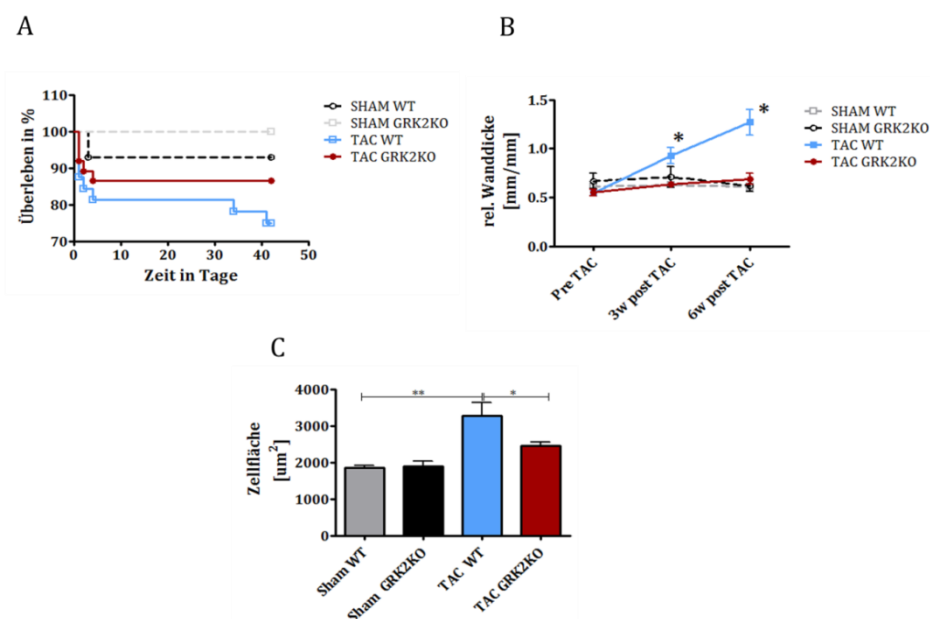 A
Überleben in %
110
100
90
80
70
0 10 20 30 40 50
Zeit in Tage
SHAM WT
SHAM GRK2KO
TAC WT
TAC GRK2KO
B
rel. Wanddicke
[mm/mm]
1.5
1.0
0.5
0.0
*
*
Pre TAC
3w post TAC
6w post TAC
SHAM WT
SHAM GRK2KO
TAC WT
TAC GRK2KO
C
Zellfläche
[um²]
4000
3000
2000
1000
0
** *
Sham WT
Sham GRK2KO
TAC WT
TAC GRK2KO